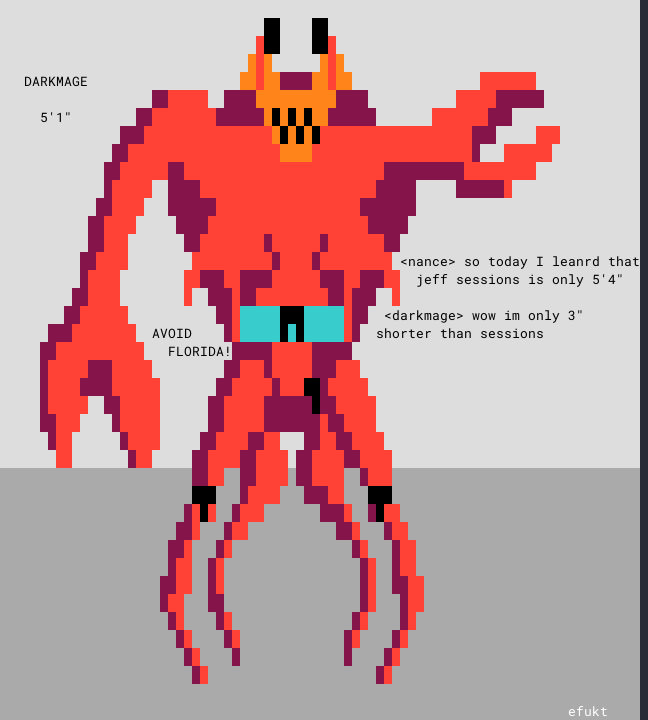 DARKMAGE
5'1"
<nance> so today I leanrd that
jeff sessions is only 5'4"
<darkmage> wow im only 3"
shorter than sessions
AVOID
FLORIDA!
efukt